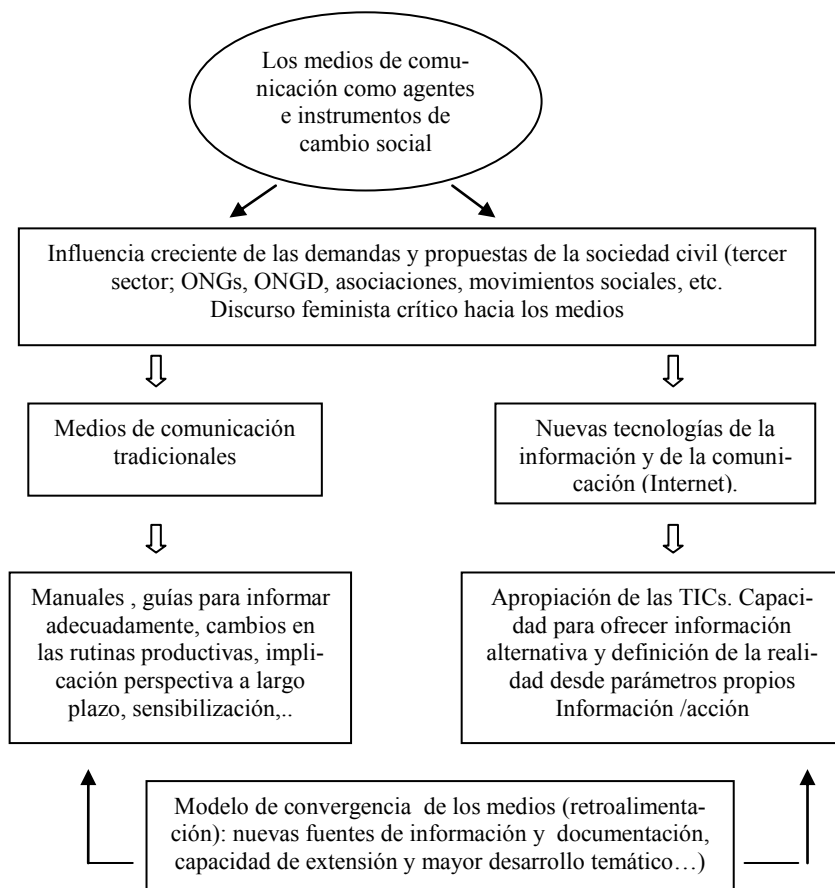 Los medios de comu-
nicación como agentes
e instrumentos de
cambio social
Influencia creciente de las demandas y propuestas de la sociedad civil (tercer
sector; ONGs, ONGD, asociaciones, movimientos sociales, etc.
Discurso feminista crítico hacia los medios
Medios de comunicación
tradicionales
Nuevas tecnologías de la
información y de la comuni-
cación (Internet).
Manuales , guías para informar
adecuadamente, cambios en
las rutinas productivas, impli-
cación perspectiva a largo
plazo, sensibilización,..
Apropiación de las TICs. Capaci-
dad para ofrecer información
alternativa y definición de la reali-
dad desde parámetros propios
Información /acción
Modelo de convergencia de los medios (retroalimenta-
ción): nuevas fuentes de información y documentación,
capacidad de extensión y mayor desarrollo temático…)